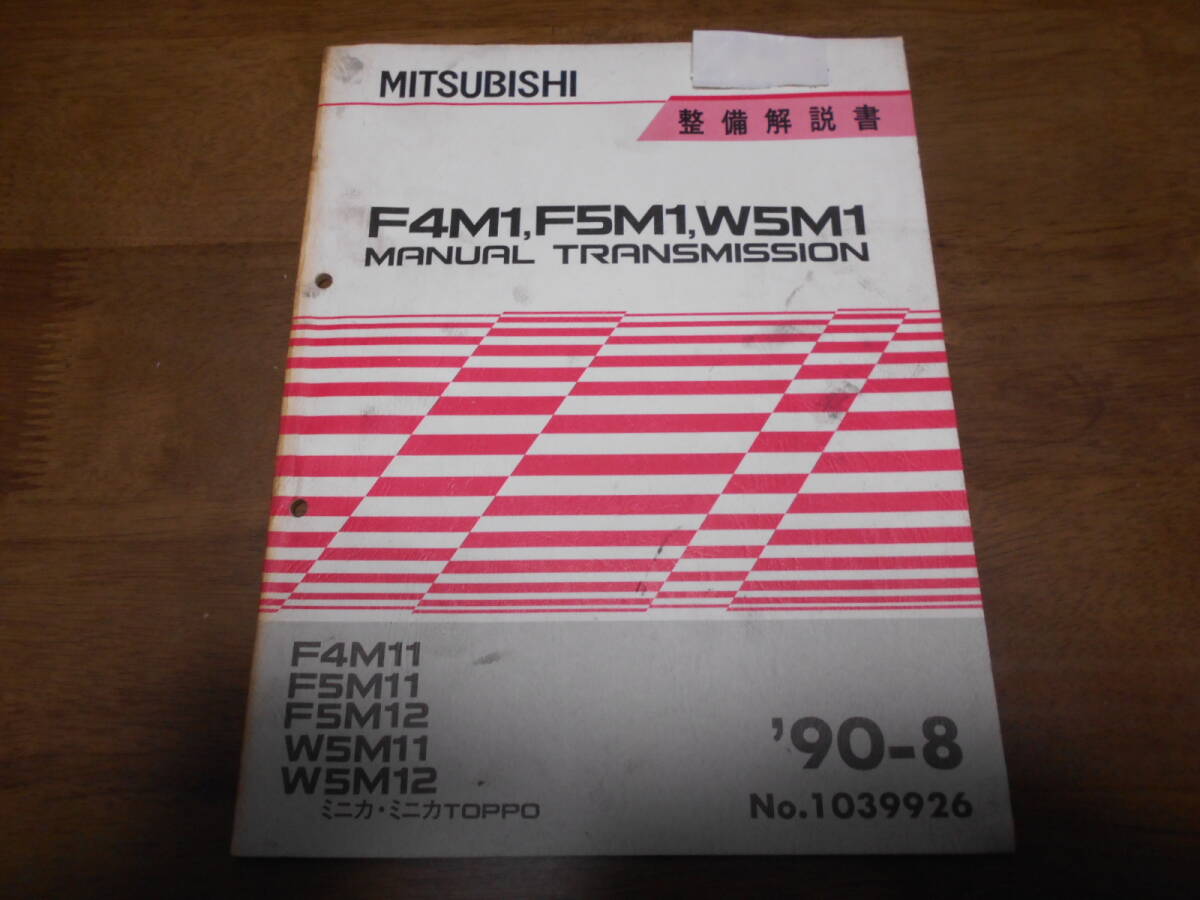 MITSUBISHI
整備解説書
F4M1, F5M1, W5M1
MANUAL TRANSMISSION
F4M11
F5M11
F5M12
W5M11
W5M12
ミニカ・ミニカTOPPO
'90-8
No.1039926